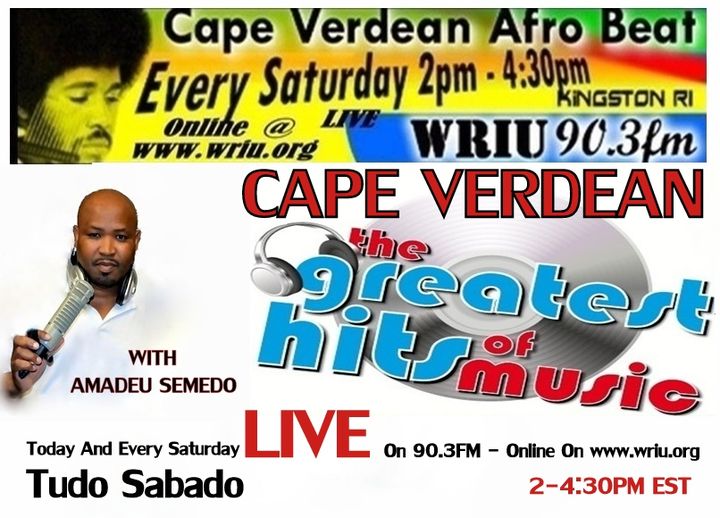 Cape Verdean Afro Beat
Every Saturday 2pm - 4:30pm
KINGSTON RI
Online @ LIVE
www.wriu.org
WRIU 90.3fm
CAPE VERDEAN
the
greatest
hits of
music
WITH
AMADEU SEMEDO
Today And Every Saturday LIVE On 90.3FM - Online On www.wriu.org
Tudo Sabado
2-4:30PM EST